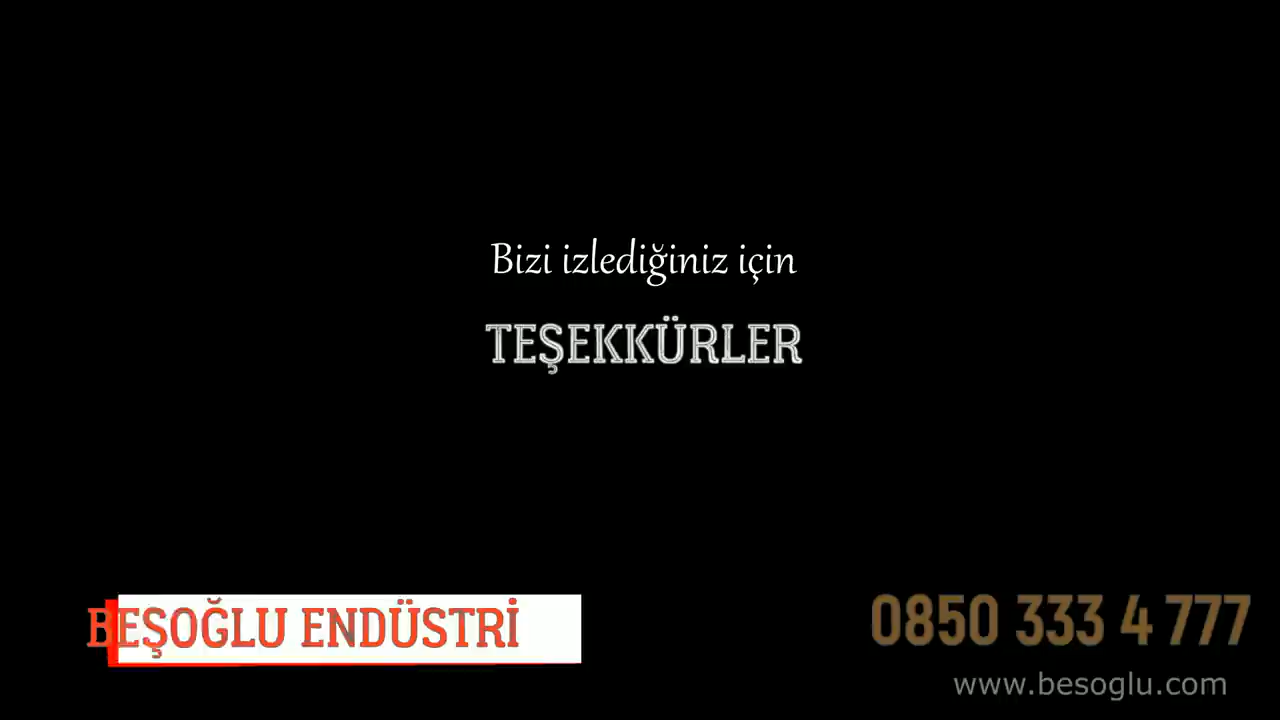 Bizi izlediğiniz için
TEŞEKKÜRLER
BEŞOĞLU ENDÜSTRİ
0850 333 4 777
www.besoglu.com